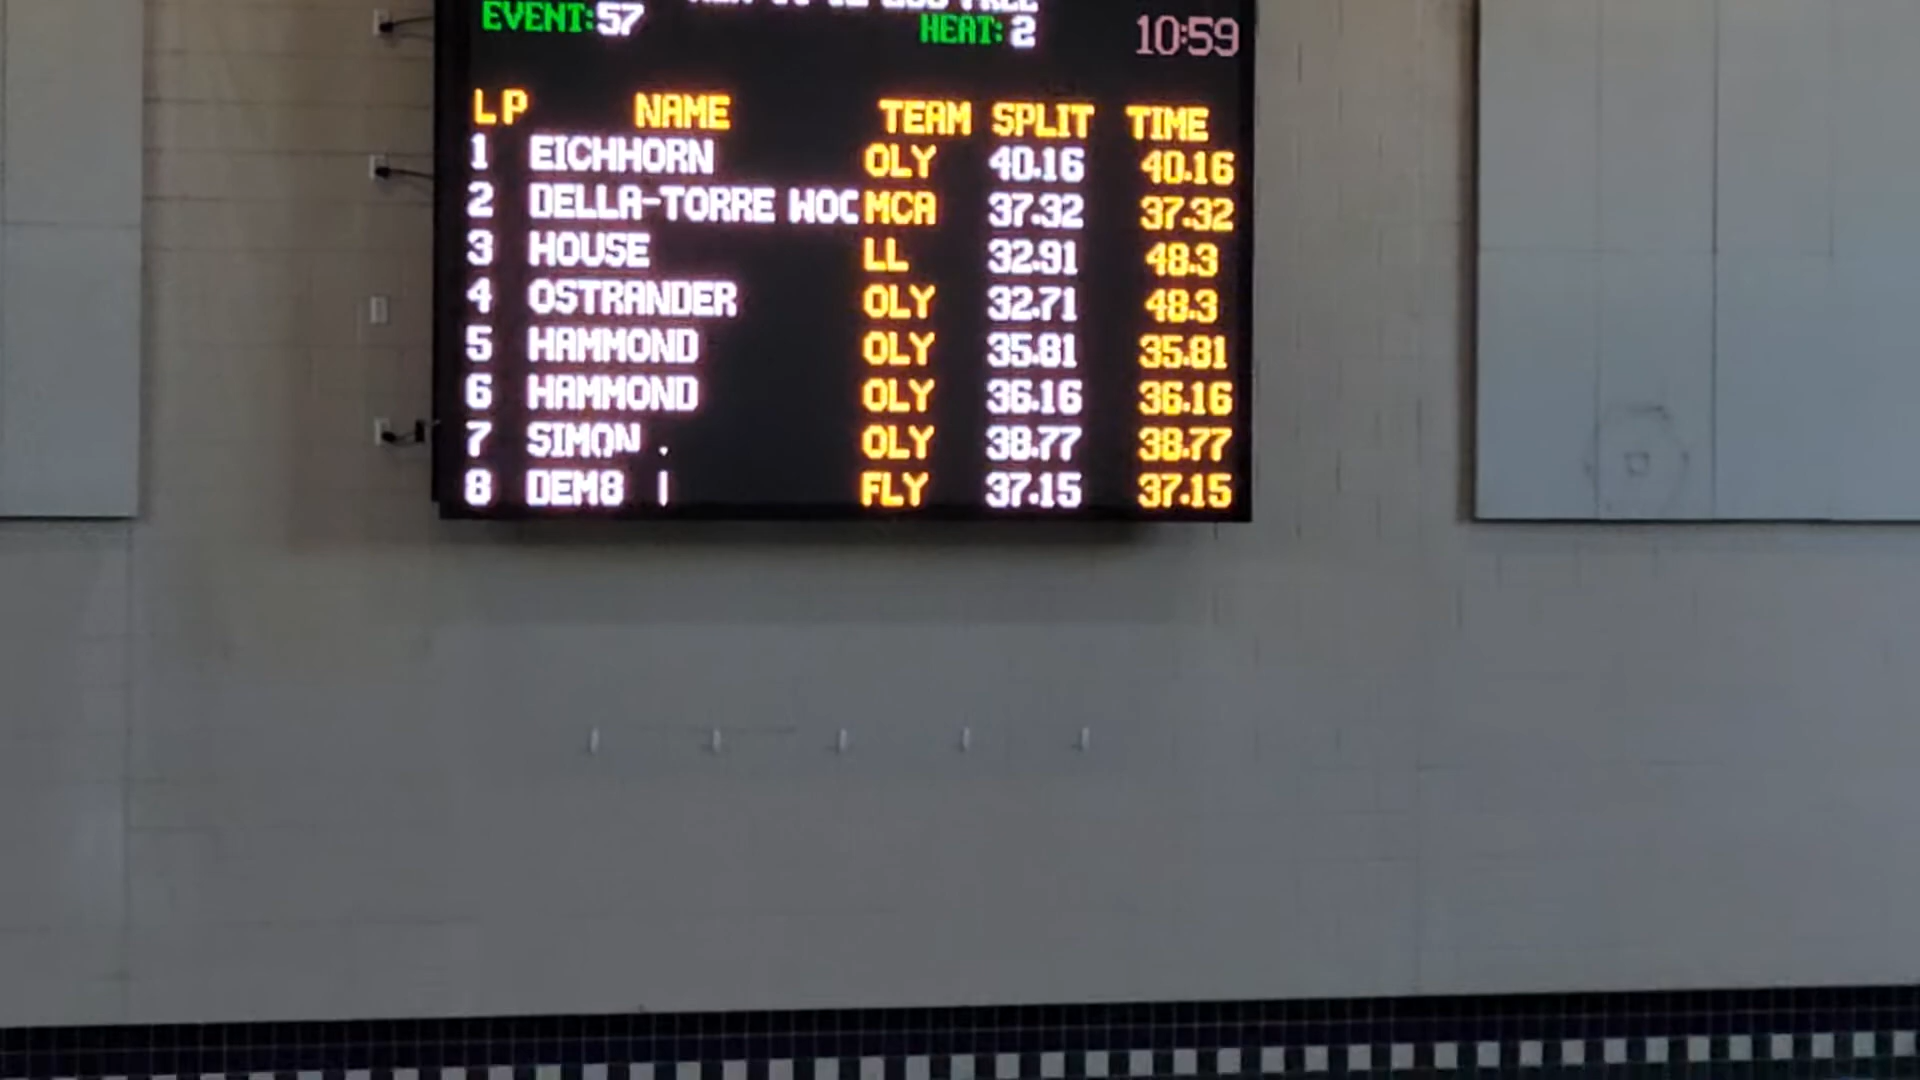 EVENT:57 HEAT:2 10:59
LP NAME TEAM SPLIT TIME
1 EICHHORN OLY 40.16 40.16
2 DELLA-TORRE WOC MCA 37.32 37.32
3 HOUSE LL 32.91 48.3
4 OSTRANDER OLY 32.71 48.3
5 HAMMOND OLY 35.81 35.81
6 HAMMOND OLY 36.16 36.16
7 SIMON . OLY 38.77 38.77
8 DEM8 | FLY 37.15 37.15